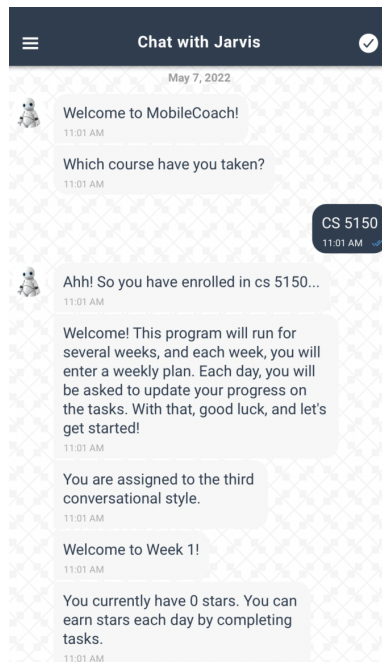 Chat with Jarvis
May 7, 2022
Welcome to MobileCoach!
11:01 AM
Which course have you taken?
11:01 AM
CS 5150
11:01 AM
Ahh! So you have enrolled in cs 5150...
11:01 AM
Welcome! This program will run for
several weeks, and each week, you will
enter a weekly plan. Each day, you will
be asked to update your progress on
the tasks. With that, good luck, and let's
get started!
11:01 AM
You are assigned to the third
conversational style.
11:01 AM
Welcome to Week 1!
11:01 AM
You currently have 0 stars. You can
earn stars each day by completing
tasks.
11:01 AM